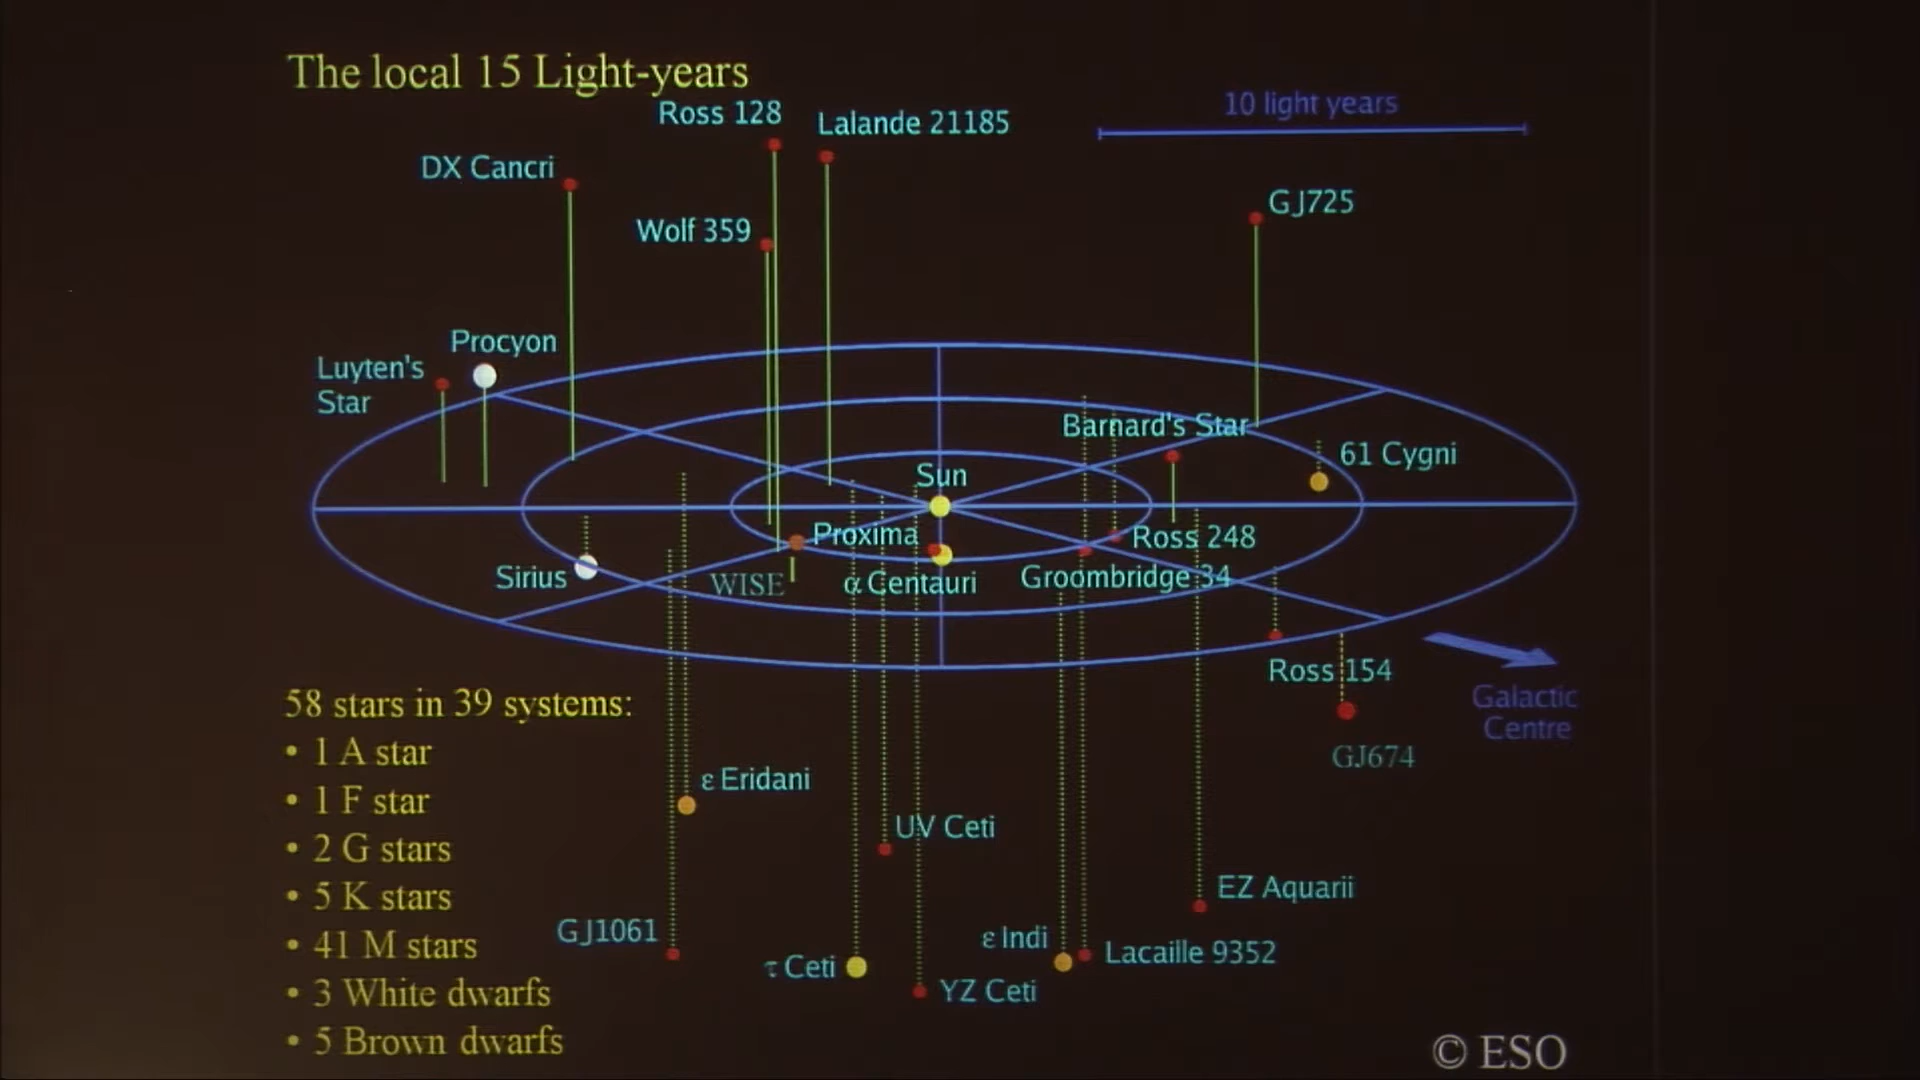 The local 15 Light-years
10 light years
Ross 128
Lalande 21185
DX Cancri
GJ725
Wolf 359
Procyon
Luyten's
Star
Barnard's Star
61 Cygni
Sun
Proxima
Ross 248
Sirius
WISE
α Centauri
Groombridge 34
Ross 154
Galactic
Centre
GJ674
58 stars in 39 systems:
• 1 A star
• 1 F star
• 2 G stars
• 5 K stars
• 41 M stars
• 3 White dwarfs
• 5 Brown dwarfs
ε Eridani
UV Ceti
EZ Aquarii
GJ1061
ε Indi
Lacaille 9352
τ Ceti
YZ Ceti
© ESO